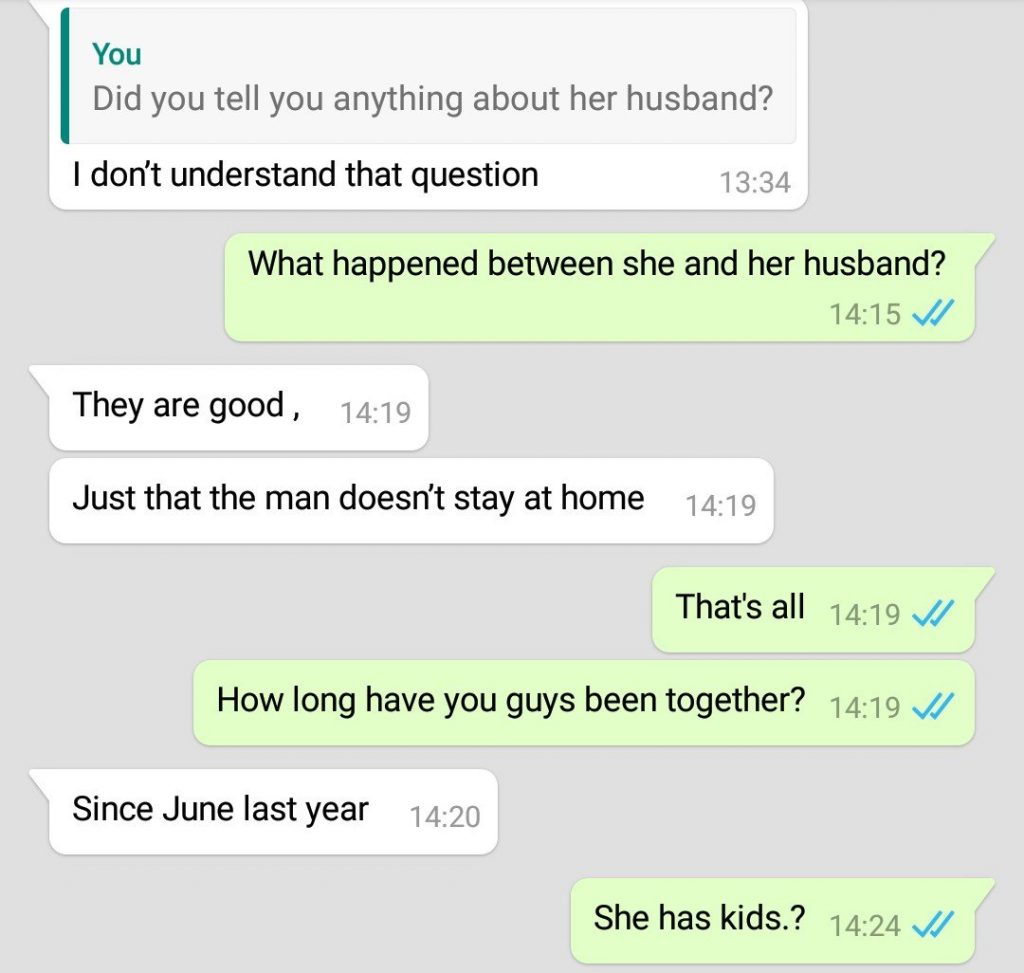 You
Did you tell you anything about her husband?
I don't understand that question
13:34
What happened between she and her husband?
14:15
They are good ,
14:19
Just that the man doesn't stay at home
14:19
That's all
14:19
How long have you guys been together?
14:19
Since June last year
14:20
She has kids.?
14:24